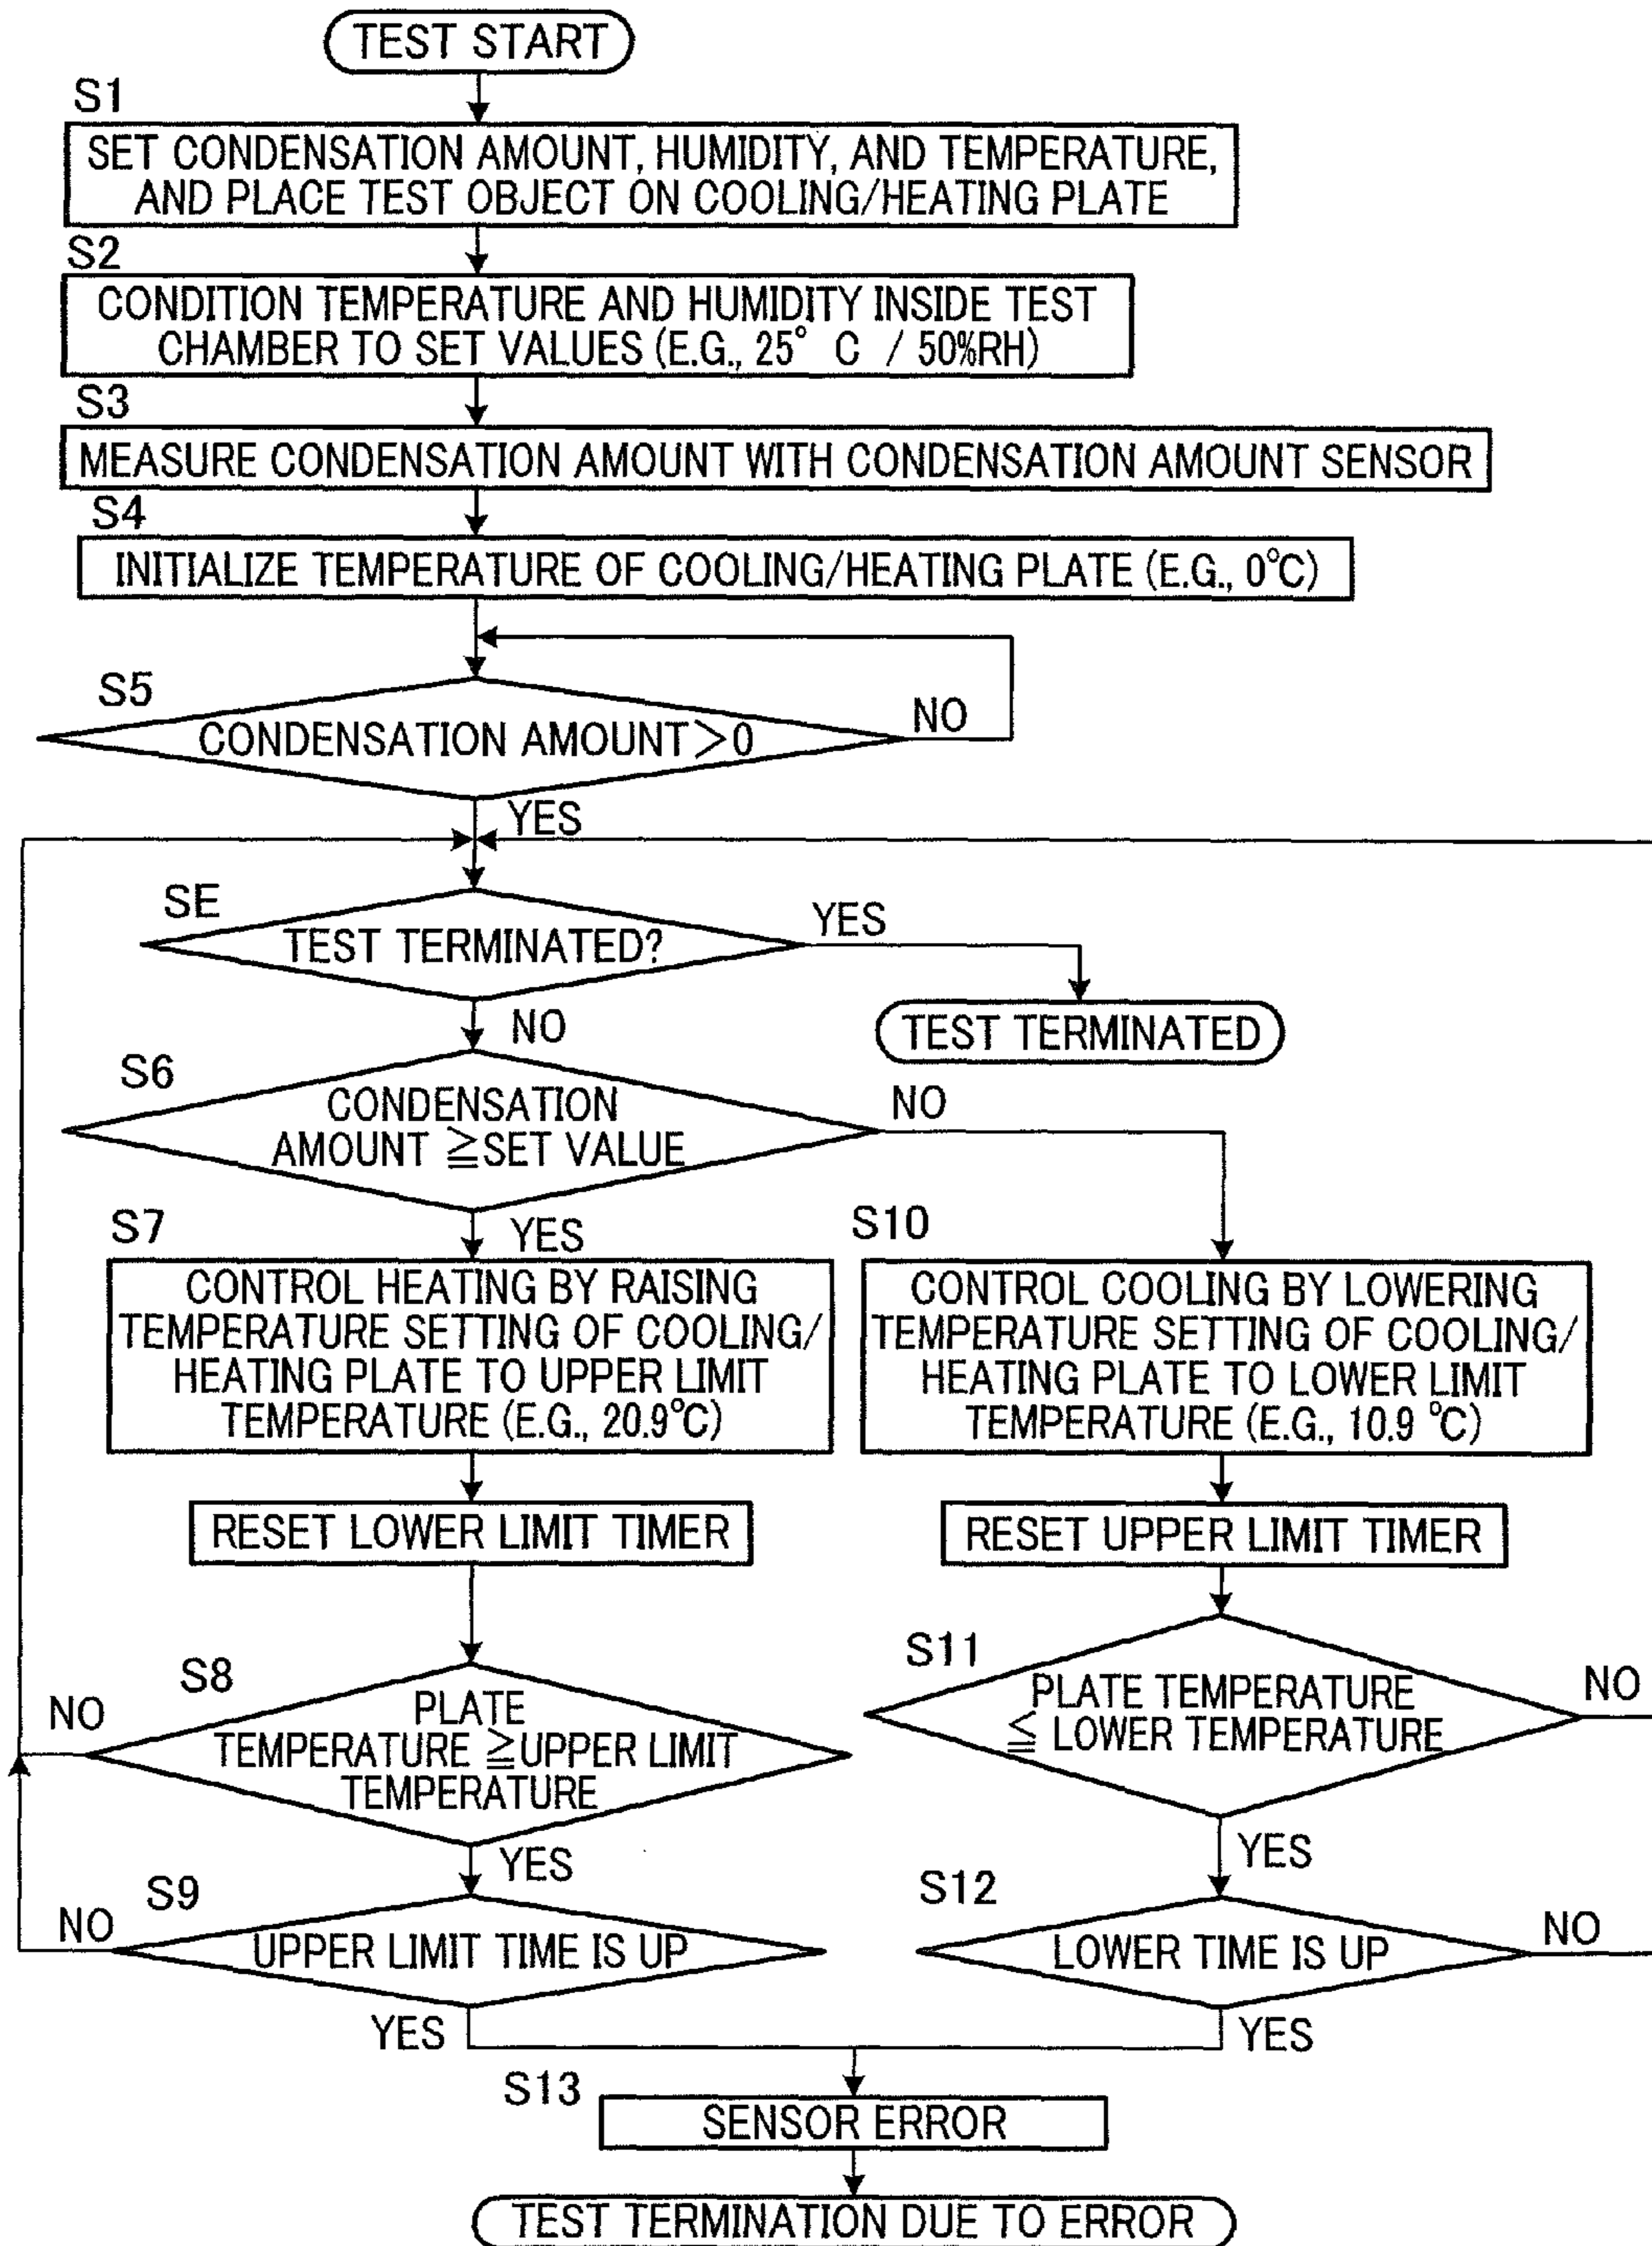 TEST START
S1
SET CONDENSATION AMOUNT, HUMIDITY, AND TEMPERATURE,
AND PLACE TEST OBJECT ON COOLING/HEATING PLATE
S2
CONDITION TEMPERATURE AND HUMIDITY INSIDE TEST
CHAMBER TO SET VALUES (E.G., 25° C / 50%RH)
S3
MEASURE CONDENSATION AMOUNT WITH CONDENSATION AMOUNT SENSOR
S4
INITIALIZE TEMPERATURE OF COOLING/HEATING PLATE (E.G., 0℃)
S5
CONDENSATION AMOUNT＞0
NO
YES
SE
TEST TERMINATED?
YES
TEST TERMINATED
NO
S6
CONDENSATION
AMOUNT ≧SET VALUE
NO
YES
S7
CONTROL HEATING BY RAISING
TEMPERATURE SETTING OF COOLING/
HEATING PLATE TO UPPER LIMIT
TEMPERATURE (E.G., 20.9℃)
S10
CONTROL COOLING BY LOWERING
TEMPERATURE SETTING OF COOLING/
HEATING PLATE TO LOWER LIMIT
TEMPERATURE (E.G., 10.9 ℃)
RESET LOWER LIMIT TIMER
RESET UPPER LIMIT TIMER
S8
PLATE
TEMPERATURE ≧UPPER LIMIT
TEMPERATURE
NO
YES
S11
PLATE TEMPERATURE
≦ LOWER TEMPERATURE
NO
YES
S9
UPPER LIMIT TIME IS UP
NO
YES
S12
LOWER TIME IS UP
NO
YES
S13
SENSOR ERROR
TEST TERMINATION DUE TO ERROR